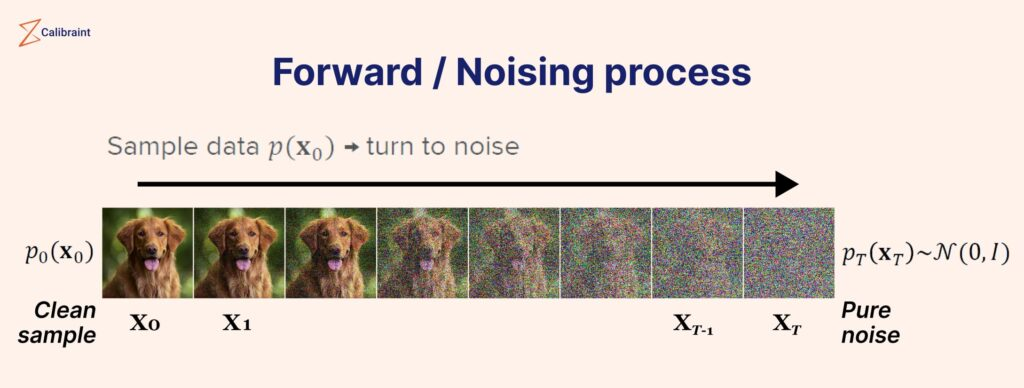 Calibraint
Forward / Noising process
Sample data p(x₀) → turn to noise
p₀(x₀)
p_T(x_T)~𝒩(0, I)
Clean
sample
X₀
X₁
X_{T-1}
X_T
Pure
noise